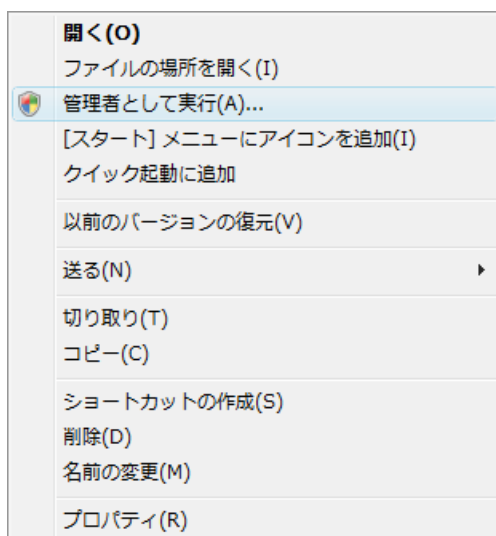 開く(O)
ファイルの場所を開く(I)
管理者として実行(A)...
[スタート] メニューにアイコンを追加(I)
クイック起動に追加
以前のバージョンの復元(V)
送る(N)
切り取り(T)
コピー(C)
ショートカットの作成(S)
削除(D)
名前の変更(M)
プロパティ(R)